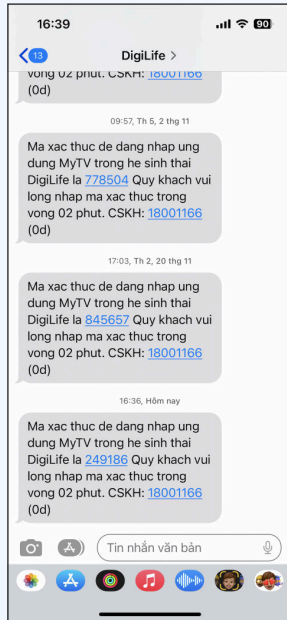 16:39
90
13
DigiLife >
vong 02 phut. CSKH: 18001166
(0d)
09:57, Th 5, 2 thg 11
Ma xac thuc de dang nhap ung
dung MyTV trong he sinh thai
DigiLife la 778504 Quy khach vui
long nhap ma xac thuc trong
vong 02 phut. CSKH: 18001166
(0d)
17:03, Th 2, 20 thg 11
Ma xac thuc de dang nhap ung
dung MyTV trong he sinh thai
DigiLife la 845657 Quy khach vui
long nhap ma xac thuc trong
vong 02 phut. CSKH: 18001166
(0d)
16:36, Hôm nay
Ma xac thuc de dang nhap ung
dung MyTV trong he sinh thai
DigiLife la 249186 Quy khach vui
long nhap ma xac thuc trong
vong 02 phut. CSKH: 18001166
(0d)
Tin nhắn văn bản